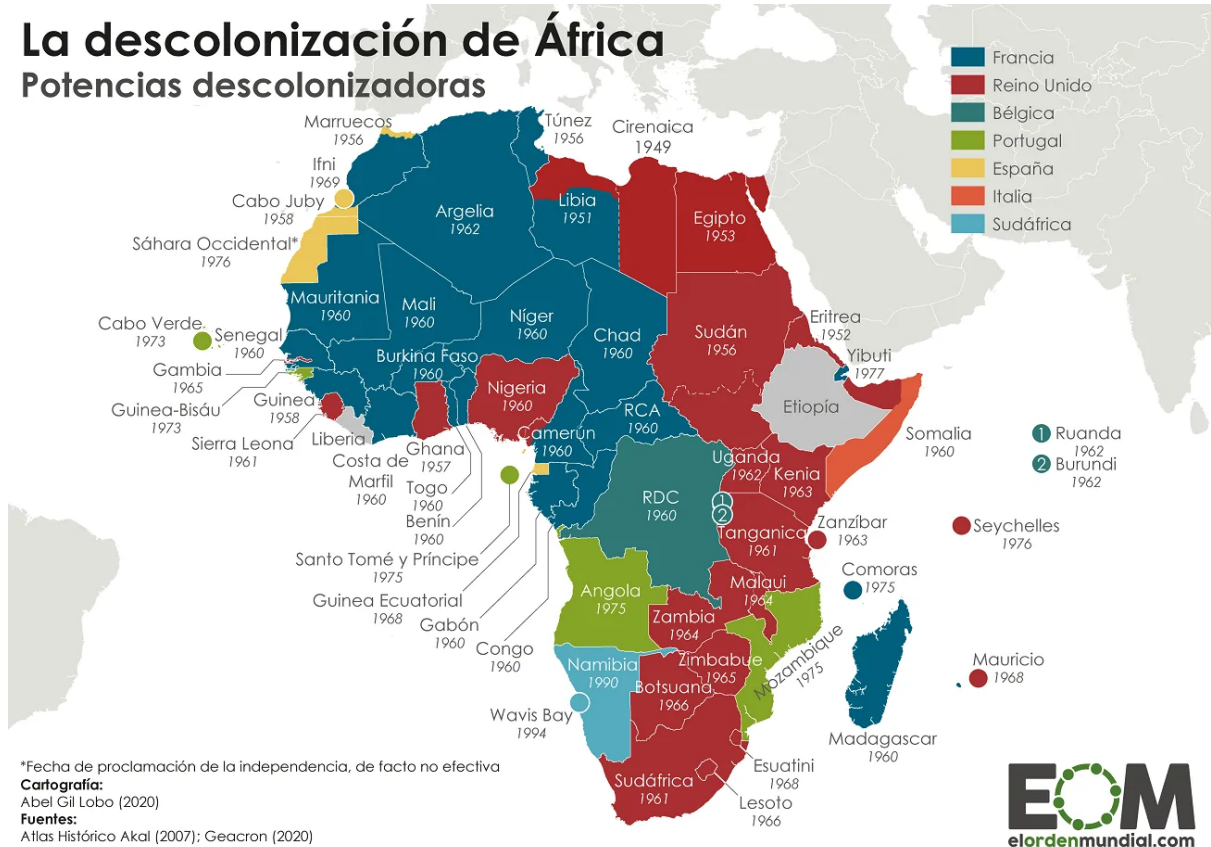 La descolonización de África
Potencias descolonizadoras
Francia
Reino Unido
Bélgica
Portugal
España
Italia
Sudáfrica
Marruecos
1956
Túnez
1956
Cirenaica
1949
Ifni
1969
Cabo Juby
1958
Sáhara Occidental*
1976
Argelia
1962
Libia
1951
Egipto
1953
Mauritania
1960
Mali
1960
Níger
1960
Chad
1960
Sudán
1956
Eritrea
1952
Yibuti
1977
Cabo Verde
1973
Senegal
1960
Gambia
1965
Guinea-Bisáu
1973
Guinea
1958
Sierra Leona
1961
Liberia
Burkina Faso
1960
Nigeria
1960
Costa de
Marfil
1960
Ghana
1957
Togo
1960
Benín
1960
Camerún
1960
RCA
1960
Etiopía
Somalia
1960
1 Ruanda
1962
2 Burundi
1962
Uganda
1962
Kenia
1963
RDC
1960
1
2
Tanganica
1961
Zanzíbar
1963
Seychelles
1976
Santo Tomé y Príncipe
1975
Guinea Ecuatorial
1968
Gabón
1960
Congo
1960
Angola
1975
Malaui
1964
Comoras
1975
Zambia
1964
Mozambique
1975
Zimbabue
1965
Namibia
1990
Botsuana
1966
Mauricio
1968
Wavis Bay
1994
Madagascar
1960
Sudáfrica
1961
Esuatini
1968
Lesoto
1966
*Fecha de proclamación de la independencia, de facto no efectiva
Cartografía:
Abel Gil Lobo (2020)
Fuentes:
Atlas Histórico Akal (2007); Geacron (2020)
EOM
elordenmundial.com